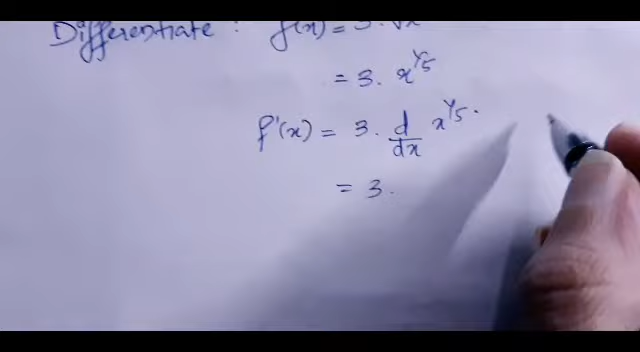 Differentiate : f(x) = 3. √x
= 3. x^{1/5}
f'(x) = 3. d/dx x^{1/5}.
= 3.